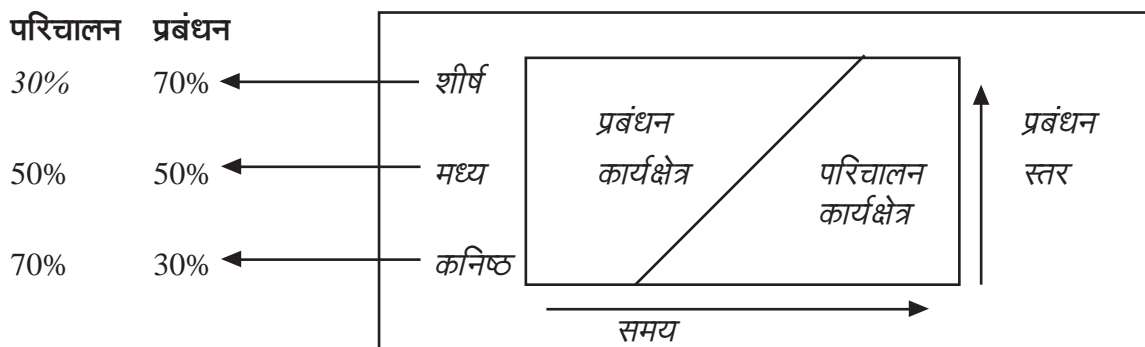 परिचालन प्रबंधन
30% 70% शीर्ष
प्रबंधन प्रबंधन
50% 50% मध्य कार्यक्षेत्र परिचालन स्तर
कार्यक्षेत्र
70% 30% कनिष्ठ
समय